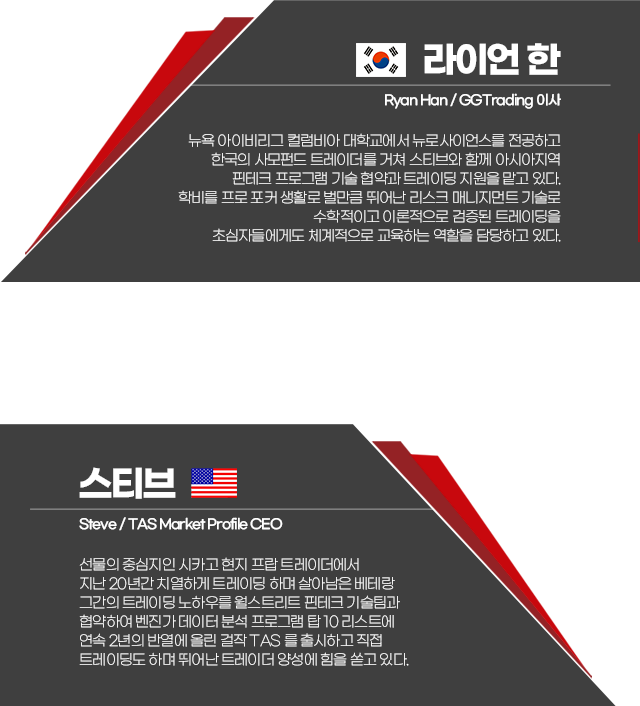 라이언 한
Ryan Han / GGTrading 이사
뉴욕 아이비리그 컬럼비아 대학교에서 뉴로사이언스를 전공하고
한국의 사모펀드 트레이더를 거쳐 스티브와 함께 아시아지역
핀테크 프로그램 기술 협약과 트레이딩 지원을 맡고 있다.
학비를 프로 포커 생활로 벌만큼 뛰어난 리스크 매니지먼트 기술로
수학적이고 이론적으로 검증된 트레이딩을
초심자들에게도 체계적으로 교육하는 역할을 담당하고 있다.
스티브
Steve / TAS Market Profile CEO
선물의 중심지인 시카고 현지 프랍 트레이더에서
지난 20년간 치열하게 트레이딩 하며 살아남은 베테랑
그간의 트레이딩 노하우를 월스트리트 핀테크 기술팀과
협약하여 벤진가 데이터 분석 프로그램 탑 10 리스트에
연속 2년의 반열에 올린 걸작 TAS 를 출시하고 직접
트레이딩도 하며 뛰어난 트레이더 양성에 힘을 쏟고 있다.